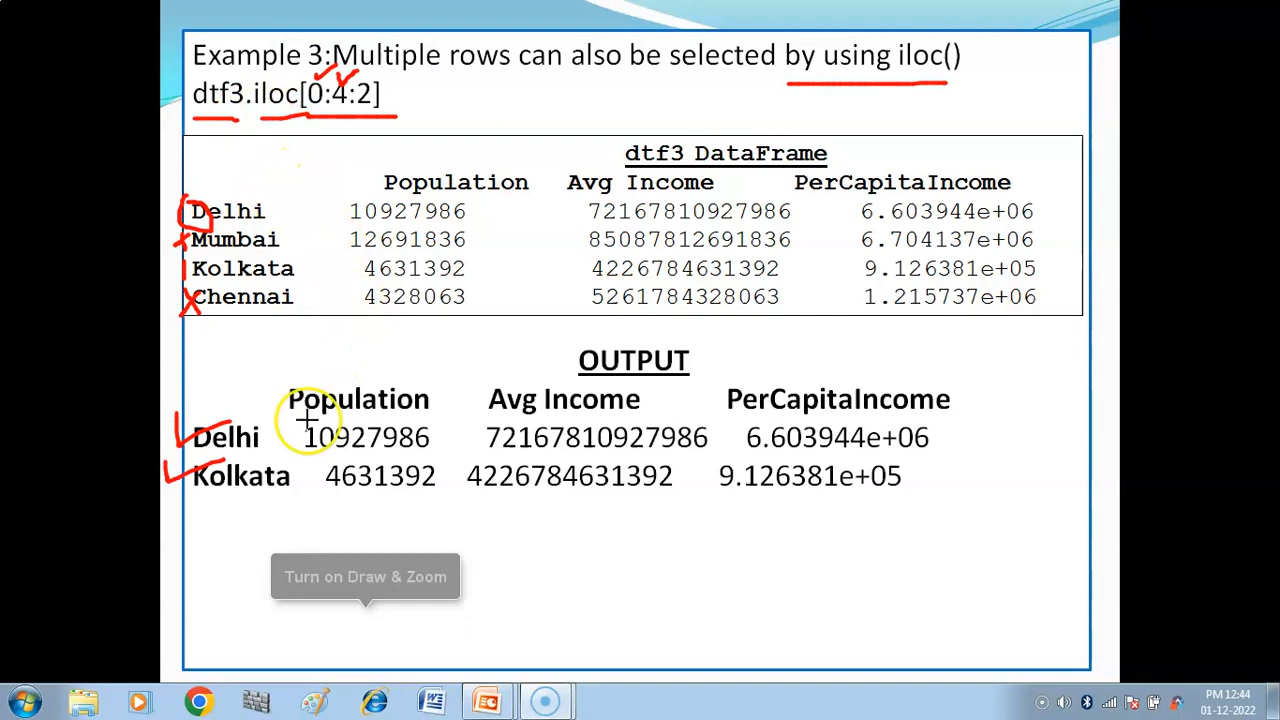 Example 3:Multiple rows can also be selected by using iloc()
dtf3.iloc[0:4:2]
dtf3 DataFrame
Population Avg Income PerCapitaIncome
Delhi 10927986 72167810927986 6.603944e+06
Mumbai 12691836 85087812691836 6.704137e+06
Kolkata 4631392 4226784631392 9.126381e+05
Chennai 4328063 5261784328063 1.215737e+06
OUTPUT
Population Avg Income PerCapitaIncome
Delhi 10927986 72167810927986 6.603944e+06
Kolkata 4631392 4226784631392 9.126381e+05
Turn on Draw & Zoom
PM 12:44
01-12-2022